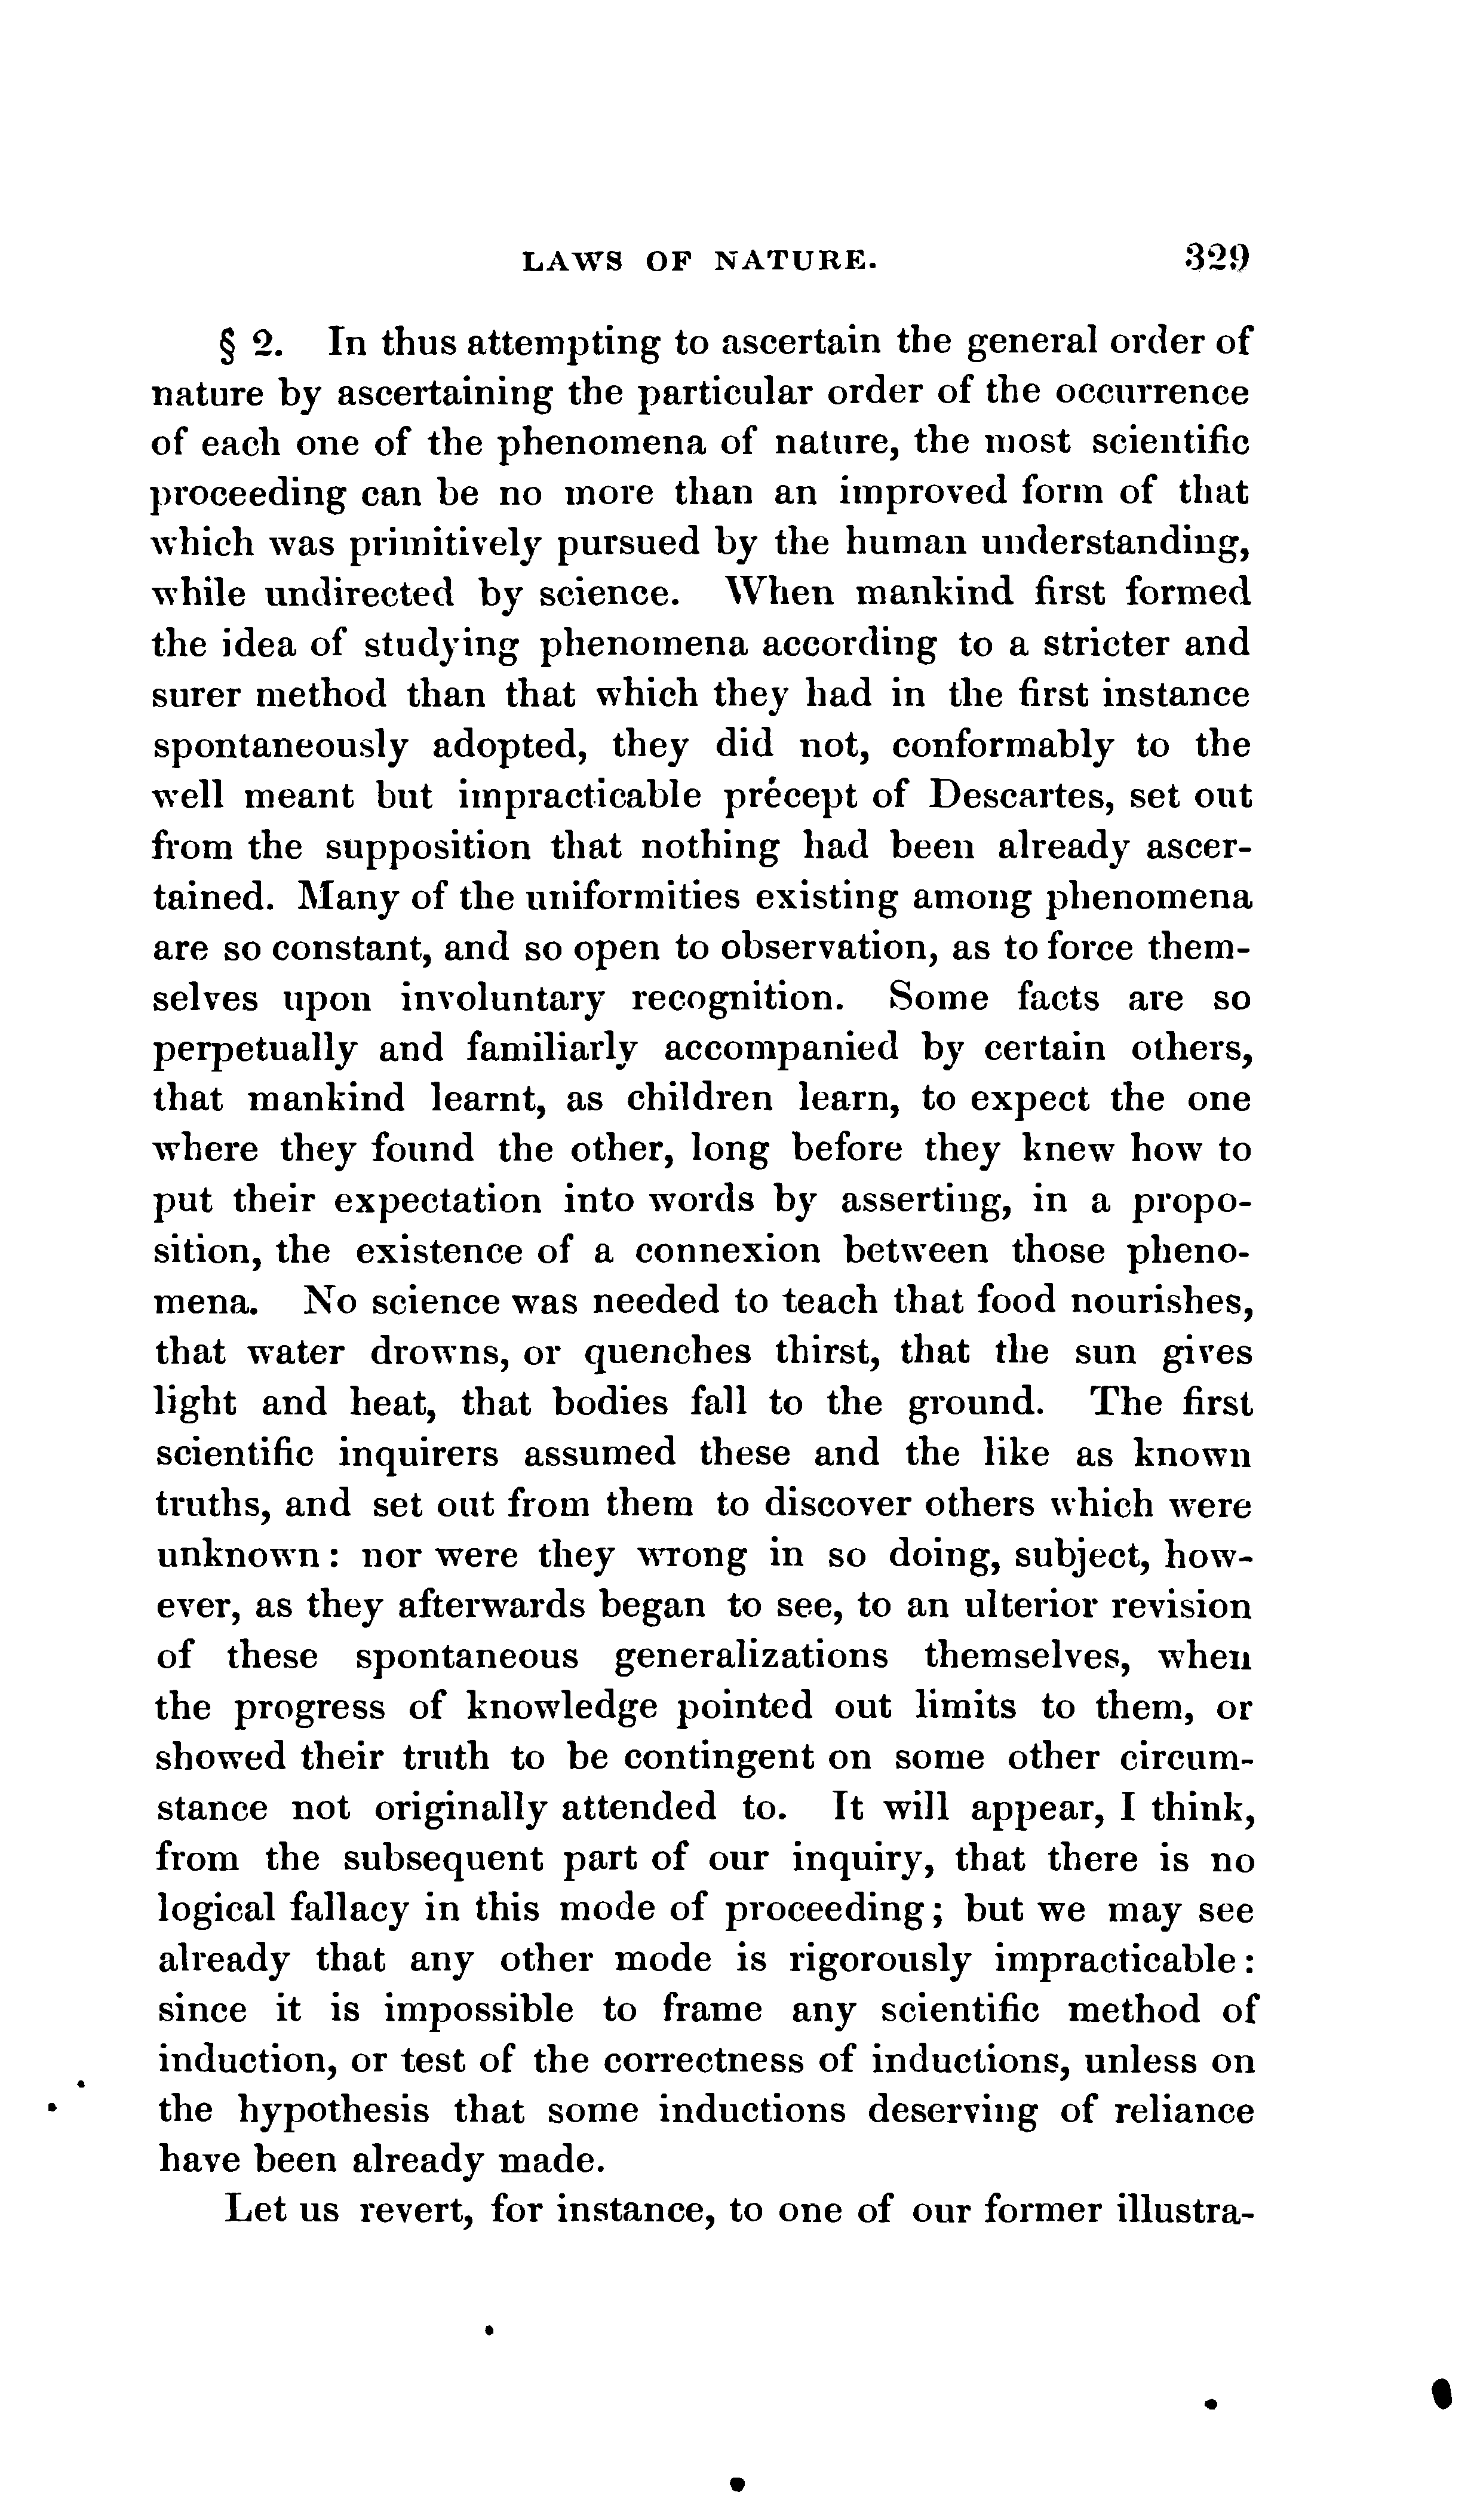 LAWS OF NATURE. 329
§ 2. In thus attempting to ascertain the general order of
nature by ascertaining the particular order of the occurrence
of each one of the phenomena of nature, the most scientific
proceeding can be no more than an improved form of that
which was primitively pursued by the human understanding,
while undirected by science. When mankind first formed
the idea of studying phenomena according to a stricter and
surer method than that which they had in the first instance
spontaneously adopted, they did not, conformably to the
well meant but impracticable precept of Descartes, set out
from the supposition that nothing had been already ascer-
tained. Many of the uniformities existing among phenomena
are so constant, and so open to observation, as to force them-
selves upon involuntary recognition. Some facts are so
perpetually and familiarly accompanied by certain others,
that mankind learnt, as children learn, to expect the one
where they found the other, long before they knew how to
put their expectation into words by asserting, in a propo-
sition, the existence of a connexion between those pheno-
mena. No science was needed to teach that food nourishes,
that water drowns, or quenches thirst, that the sun gives
light and heat, that bodies fall to the ground. The first
scientific inquirers assumed these and the like as known
truths, and set out from them to discover others which were
unknown: nor were they wrong in so doing, subject, how-
ever, as they afterwards began to see, to an ulterior revision
of these spontaneous generalizations themselves, when
the progress of knowledge pointed out limits to them, or
showed their truth to be contingent on some other circum-
stance not originally attended to. It will appear, I think,
from the subsequent part of our inquiry, that there is no
logical fallacy in this mode of proceeding; but we may see
already that any other mode is rigorously impracticable:
since it is impossible to frame any scientific method of
induction, or test of the correctness of inductions, unless on
the hypothesis that some inductions deserving of reliance
have been already made.
Let us revert, for instance, to one of our former illustra-